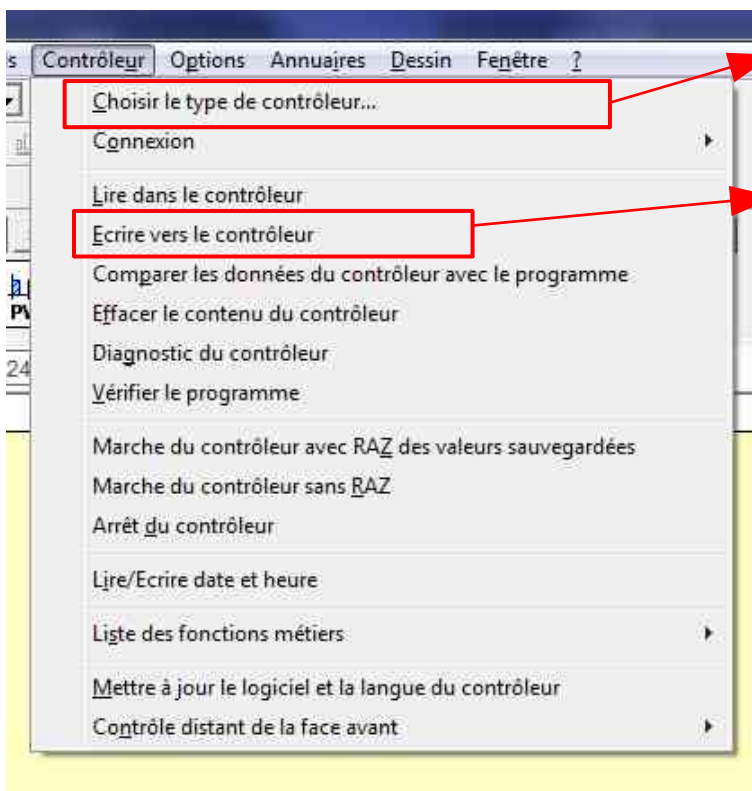 s Contrôleur Options Annuaires Dessin Fenêtre ?
Choisir le type de contrôleur...
Connexion
Lire dans le contrôleur
Ecrire vers le contrôleur
Comparer les données du contrôleur avec le programme
Effacer le contenu du contrôleur
Diagnostic du contrôleur
24
Vérifier le programme
Marche du contrôleur avec RAZ des valeurs sauvegardées
Marche du contrôleur sans RAZ
Arrêt du contrôleur
Lire/Ecrire date et heure
Liste des fonctions métiers
Mettre à jour le logiciel et la langue du contrôleur
Contrôle distant de la face avant